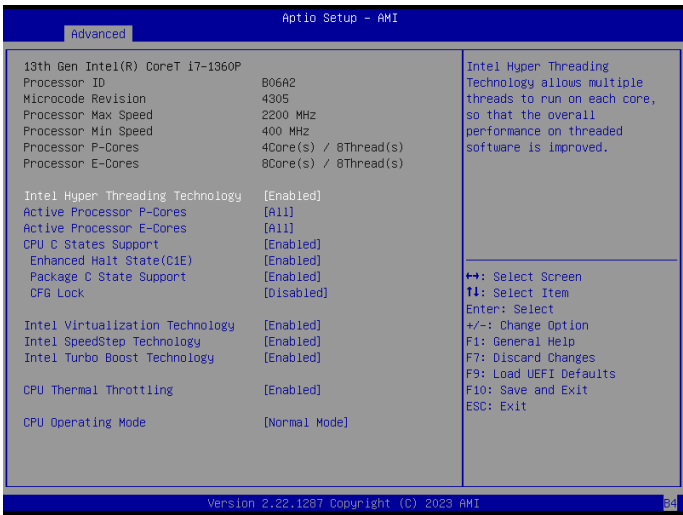 Aptio Setup - AMI
Advanced
13th Gen Intel(R) CoreT i7-1360P
Processor ID B06A2
Microcode Revision 4305
Processor Max Speed 2200 MHz
Processor Min Speed 400 MHz
Processor P-Cores 4Core(s) / 8Thread(s)
Processor E-Cores 8Core(s) / 8Thread(s)
Intel Hyper Threading Technology [Enabled]
Active Processor P-Cores [All]
Active Processor E-Cores [All]
CPU C States Support [Enabled]
Enhanced Halt State(C1E) [Enabled]
Package C State Support [Enabled]
CFG Lock [Disabled]
Intel Virtualization Technology [Enabled]
Intel SpeedStep Technology [Enabled]
Intel Turbo Boost Technology [Enabled]
CPU Thermal Throttling [Enabled]
CPU Operating Mode [Normal Mode]
Intel Hyper Threading
Technology allows multiple
threads to run on each core,
so that the overall
performance on threaded
software is improved.
↔: Select Screen
↑↓: Select Item
Enter: Select
+/-: Change Option
F1: General Help
F7: Discard Changes
F9: Load UEFI Defaults
F10: Save and Exit
ESC: Exit
Version 2.22.1287 Copyright (C) 2023 AMI
B4